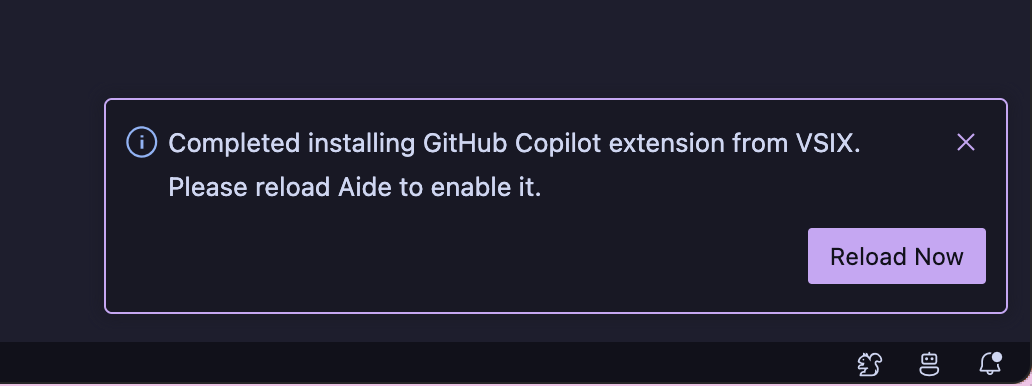 Completed installing GitHub Copilot extension from VSIX.
Please reload Aide to enable it.
Reload Now